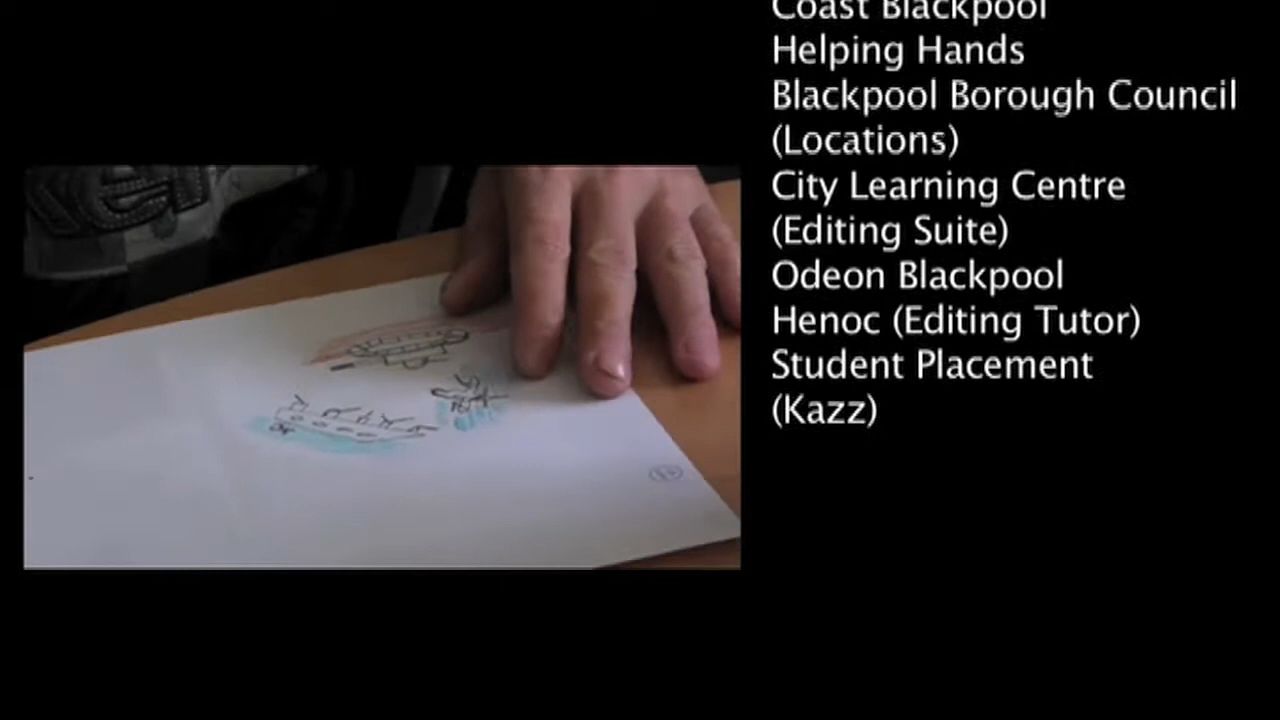 Coast Blackpool
Helping Hands
Blackpool Borough Council
(Locations)
City Learning Centre
(Editing Suite)
Odeon Blackpool
Henoc (Editing Tutor)
Student Placement
(Kazz)